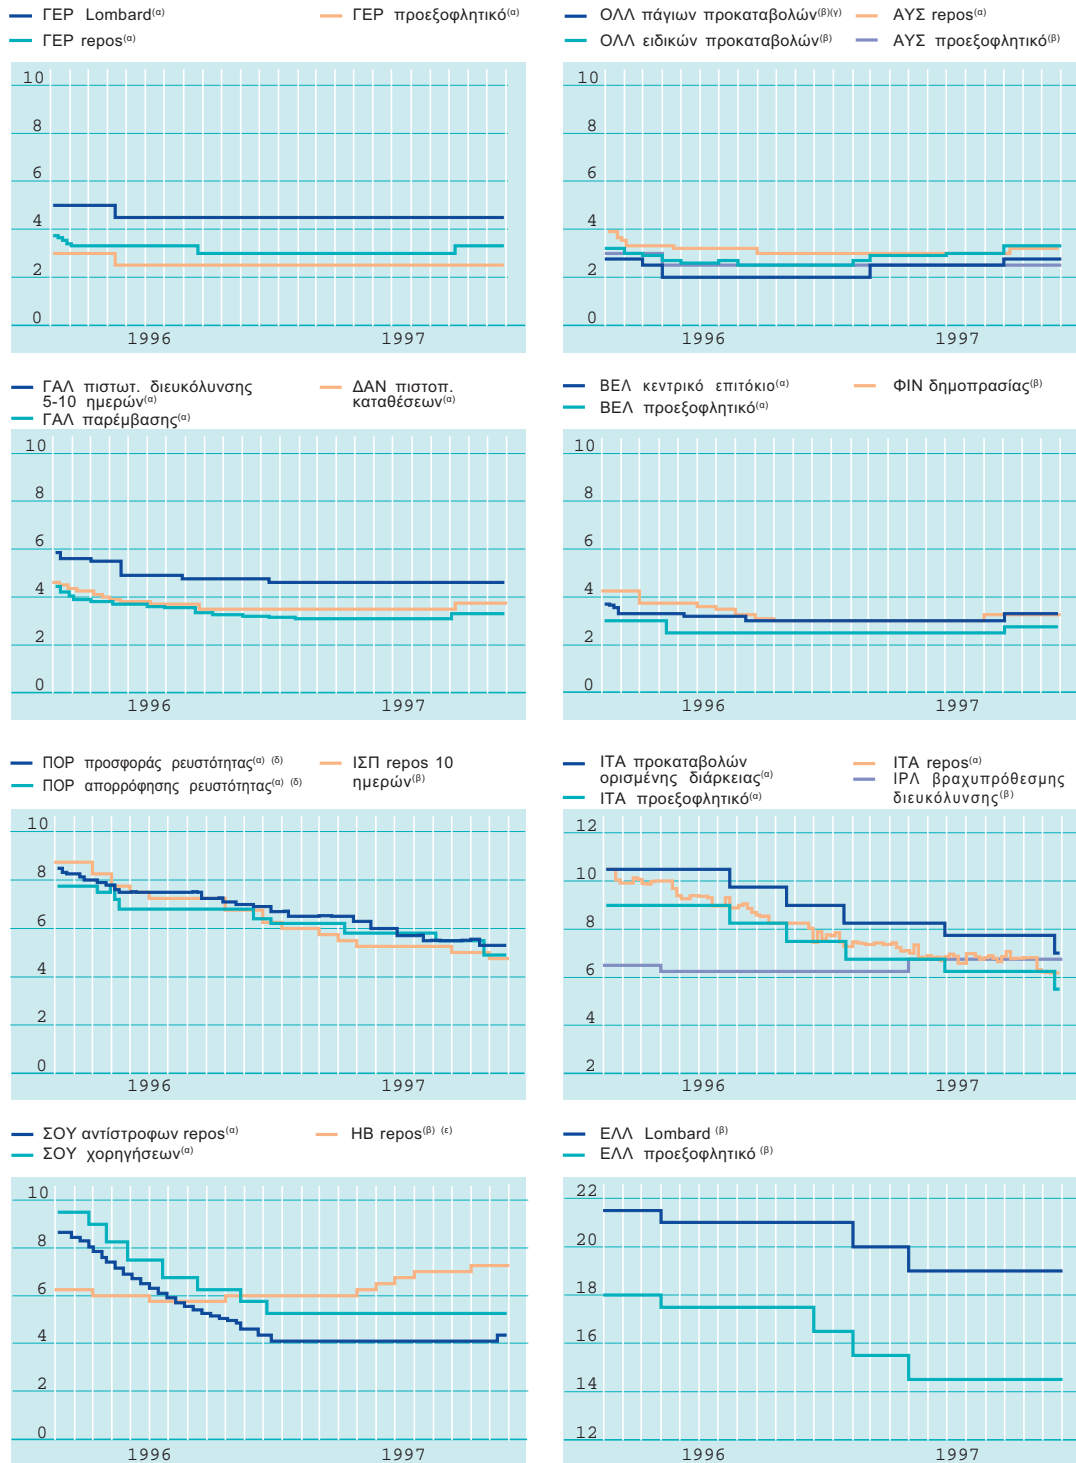 ΓΕΡ Lombard(α)
ΓΕΡ προεξοφλητικό(α)
ΓΕΡ repos(α)
10
8
6
4
2
0
1996
1997
ΟΛΛ πάγιων προκαταβολών(β)(γ)
ΑΥΣ repos(α)
ΟΛΛ ειδικών προκαταβολών(β)
ΑΥΣ προεξοφλητικό(β)
10
8
6
4
2
0
1996
1997
ΓΑΛ πιστωτ. διευκόλυνσης
5-10 ημερών(α)
ΔΑΝ πιστοπ.
καταθέσεων(α)
ΓΑΛ παρέμβασης(α)
10
8
6
4
2
0
1996
1997
ΒΕΛ κεντρικό επιτόκιο(α)
ΦΙΝ δημοπρασίας(β)
ΒΕΛ προεξοφλητικό(α)
10
8
6
4
2
0
1996
1997
ΠΟΡ προσφοράς ρευστότητας(α) (δ)
ΠΟΡ απορρόφησης ρευστότητας(α) (δ)
ΙΣΠ repos 10
ημερών(β)
10
8
6
4
2
0
1996
1997
ΙΤΑ προκαταβολών
ορισμένης διάρκειας(α)
ΙΤΑ προεξοφλητικό(α)
ΙΤΑ repos(α)
ΙΡΛ βραχυπρόθεσμης
διευκόλυνσης(β)
12
10
8
6
4
2
1996
1997
ΣΟΥ αντίστροφων repos(α)
ΗΒ repos(β) (ε)
ΣΟΥ χορηγήσεων(α)
10
8
6
4
2
0
1996
1997
ΕΛΛ Lombard (β)
ΕΛΛ προεξοφλητικό (β)
22
20
18
16
14
12
1996
1997